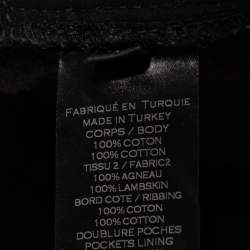 FABRIQUÉ EN TURQUIE
MADE IN TURKEY
CORPS / BODY
100% COTON
100% COTTON
TISSU 2 / FABRIC2
100% AGNEAU
100% LAMBSKIN
BORD COTE / RIBBING
100% COTON
100% COTTON
DOUBLURE POCHES
POCKETS LINING